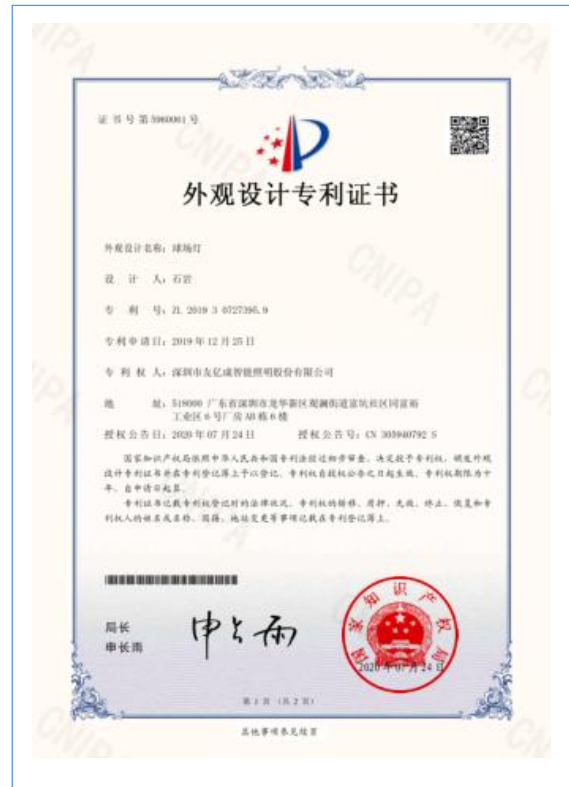 证书号第5960061号
外观设计专利证书
外观设计名称：球场灯
设计人：石岩
专利号：ZL 2019 3 0727395.9
专利申请日：2019年12月25日
专利权人：深圳市友亿成智能照明股份有限公司
地址：518000 广东省深圳市龙华新区观澜街道富坑社区同富裕
工业区6号厂房AB栋6楼
授权公告日：2020年07月24日 授权公告号：CN 305940792 S
国家知识产权局依照中华人民共和国专利法经过初步审查，决定授予专利权，颁发外观
设计专利证书并在专利登记簿上予以登记。专利权自授权公告之日起生效。专利权期限为十
年，自申请日起算。
专利证书记载专利权登记时的法律状况。专利权的转移、质押、无效、终止、恢复和专
利权人的姓名或名称、国籍、地址变更等事项记载在专利登记簿上。
局长
申长雨
申长雨
国家知识产权局
2020年07月24日
第1页（共2页）
其他事项参见续页
CNIPA